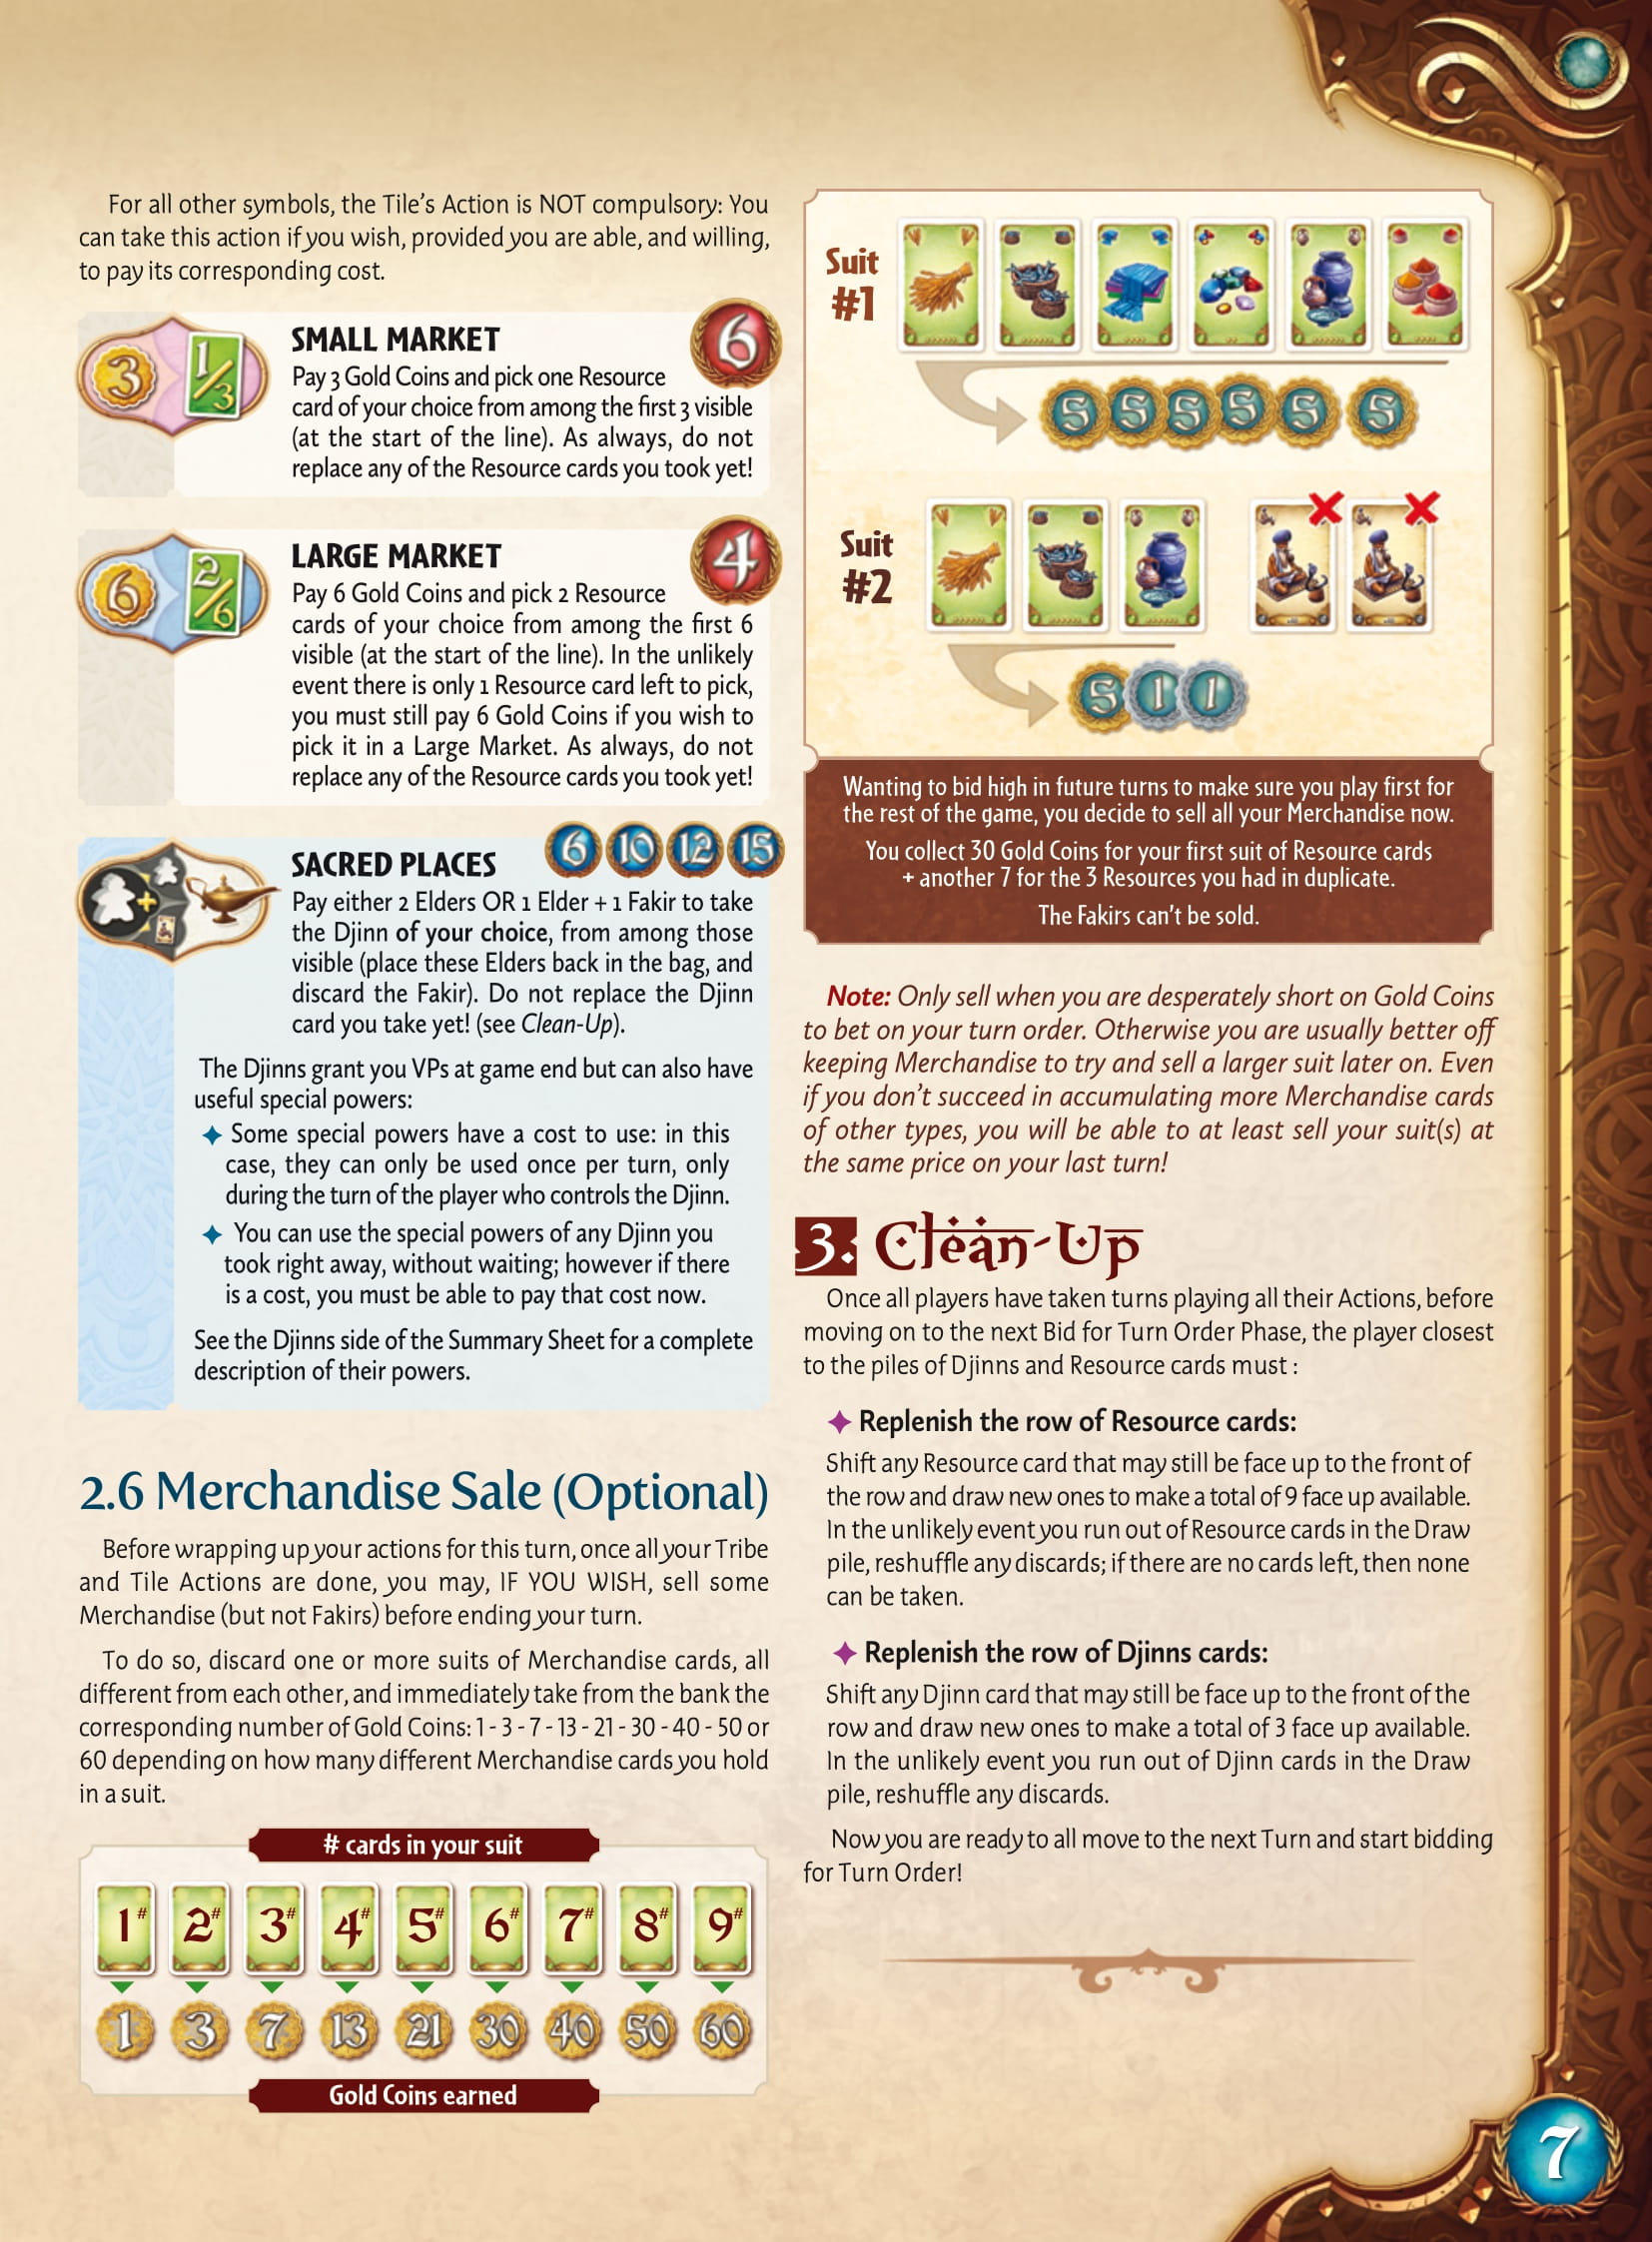 For all other symbols, the Tile's Action is NOT compulsory: You
can take this action if you wish, provided you are able, and willing,
to pay its corresponding cost.
3
1/3
SMALL MARKET
6
Pay 3 Gold Coins and pick one Resource
card of your choice from among the first 3 visible
(at the start of the line). As always, do not
replace any of the Resource cards you took yet!
6
2/6
LARGE MARKET
4
Pay 6 Gold Coins and pick 2 Resource
cards of your choice from among the first 6
visible (at the start of the line). In the unlikely
event there is only 1 Resource card left to pick,
you must still pay 6 Gold Coins if you wish to
pick it in a Large Market. As always, do not
replace any of the Resource cards you took yet!
+
SACRED PLACES
6 10 12 15
Pay either 2 Elders OR 1 Elder + 1 Fakir to take
the Djinn of your choice, from among those
visible (place these Elders back in the bag, and
discard the Fakir). Do not replace the Djinn
card you take yet! (see Clean-Up).
The Djinns grant you VPs at game end but can also have
useful special powers:
✦ Some special powers have a cost to use: in this
case, they can only be used once per turn, only
during the turn of the player who controls the Djinn.
✦ You can use the special powers of any Djinn you
took right away, without waiting; however if there
is a cost, you must be able to pay that cost now.
See the Djinns side of the Summary Sheet for a complete
description of their powers.
2.6 Merchandise Sale (Optional)
Before wrapping up your actions for this turn, once all your Tribe
and Tile Actions are done, you may, IF YOU WISH, sell some
Merchandise (but not Fakirs) before ending your turn.
To do so, discard one or more suits of Merchandise cards, all
different from each other, and immediately take from the bank the
corresponding number of Gold Coins: 1 - 3 - 7 - 13 - 21 - 30 - 40 - 50 or
60 depending on how many different Merchandise cards you hold
in a suit.
# cards in your suit
1# 2# 3# 4# 5# 6# 7# 8# 9#
1 3 7 13 21 30 40 50 60
Gold Coins earned
Suit
#1
5 5 5 5 5 5
Suit
#2
5 1 1
Wanting to bid high in future turns to make sure you play first for
the rest of the game, you decide to sell all your Merchandise now.
You collect 30 Gold Coins for your first suit of Resource cards
+ another 7 for the 3 Resources you had in duplicate.
The Fakirs can't be sold.
Note: Only sell when you are desperately short on Gold Coins
to bet on your turn order. Otherwise you are usually better off
keeping Merchandise to try and sell a larger suit later on. Even
if you don't succeed in accumulating more Merchandise cards
of other types, you will be able to at least sell your suit(s) at
the same price on your last turn!
3. Clean-Up
Once all players have taken turns playing all their Actions, before
moving on to the next Bid for Turn Order Phase, the player closest
to the piles of Djinns and Resource cards must :
✦ Replenish the row of Resource cards:
Shift any Resource card that may still be face up to the front of
the row and draw new ones to make a total of 9 face up available.
In the unlikely event you run out of Resource cards in the Draw
pile, reshuffle any discards; if there are no cards left, then none
can be taken.
✦ Replenish the row of Djinns cards:
Shift any Djinn card that may still be face up to the front of the
row and draw new ones to make a total of 3 face up available.
In the unlikely event you run out of Djinn cards in the Draw
pile, reshuffle any discards.
Now you are ready to all move to the next Turn and start bidding
for Turn Order!
7